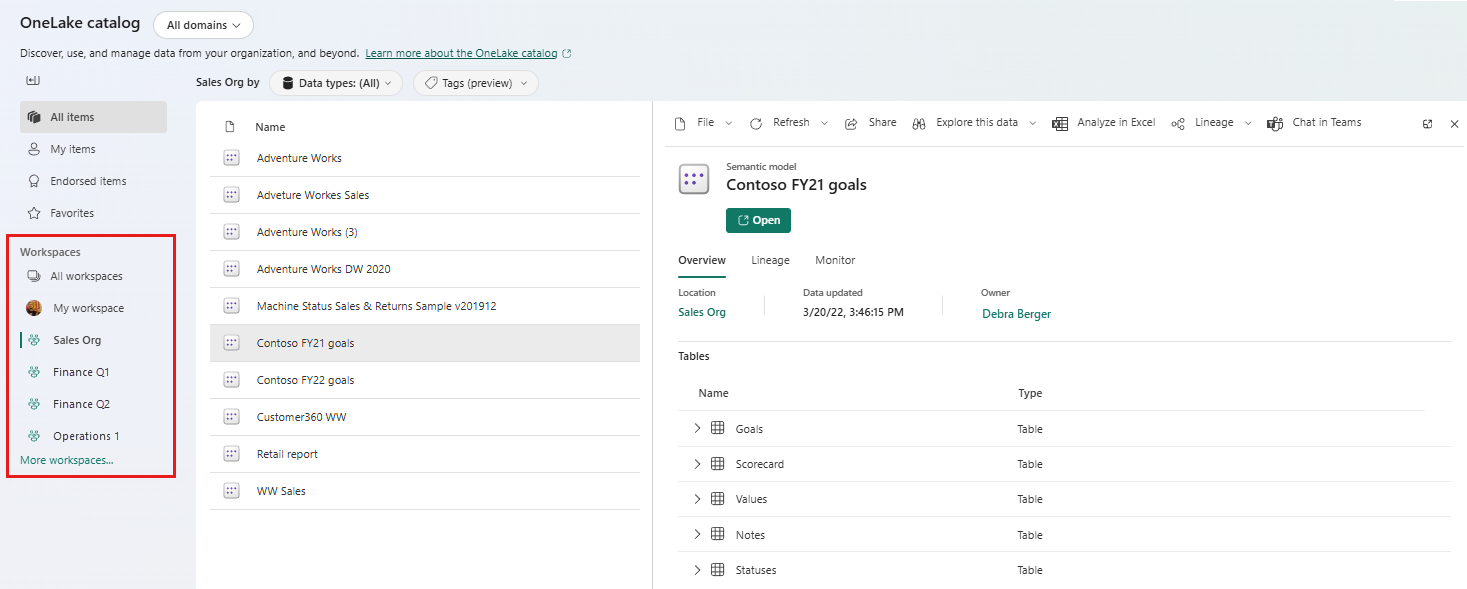 OneLake catalog
All domains
Discover, use, and manage data from your organization, and beyond. Learn more about the OneLake catalog
Sales Org by
Data types: (All)
Tags (preview)
All items
My items
Endorsed items
Favorites
Workspaces
All workspaces
My workspace
Sales Org
Finance Q1
Finance Q2
Operations 1
More workspaces...
Name
Adventure Works
Adveture Workes Sales
Adventure Works (3)
Adventure Works DW 2020
Machine Status Sales & Returns Sample v201912
Contoso FY21 goals
Contoso FY22 goals
Customer360 WW
Retail report
WW Sales
File Refresh Share Explore this data Analyze in Excel Lineage Chat in Teams
Semantic model
Contoso FY21 goals
Open
Overview Lineage Monitor
Location Data updated Owner
Sales Org 3/20/22, 3:46:15 PM Debra Berger
Tables
Name Type
Goals Table
Scorecard Table
Values Table
Notes Table
Statuses Table